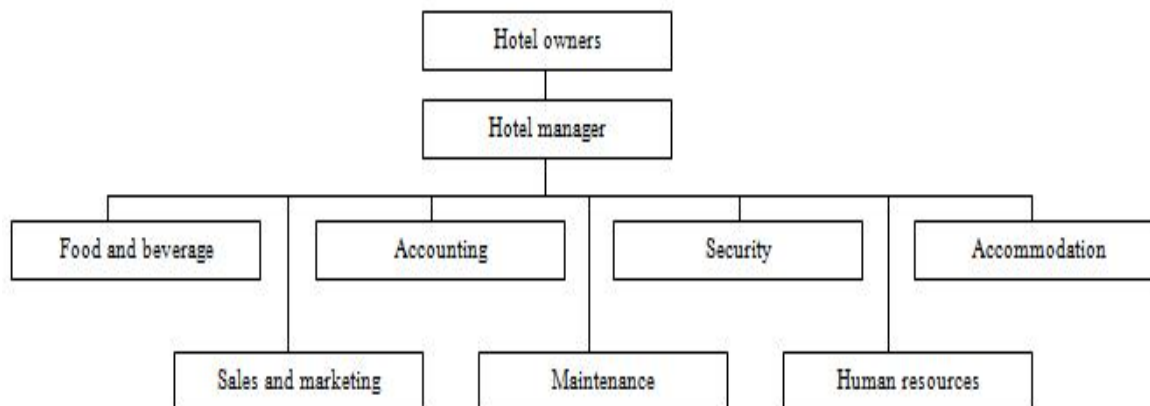 Hotel owners
Hotel manager
Food and beverage
Accounting
Security
Accommodation
Sales and marketing
Maintenance
Human resources